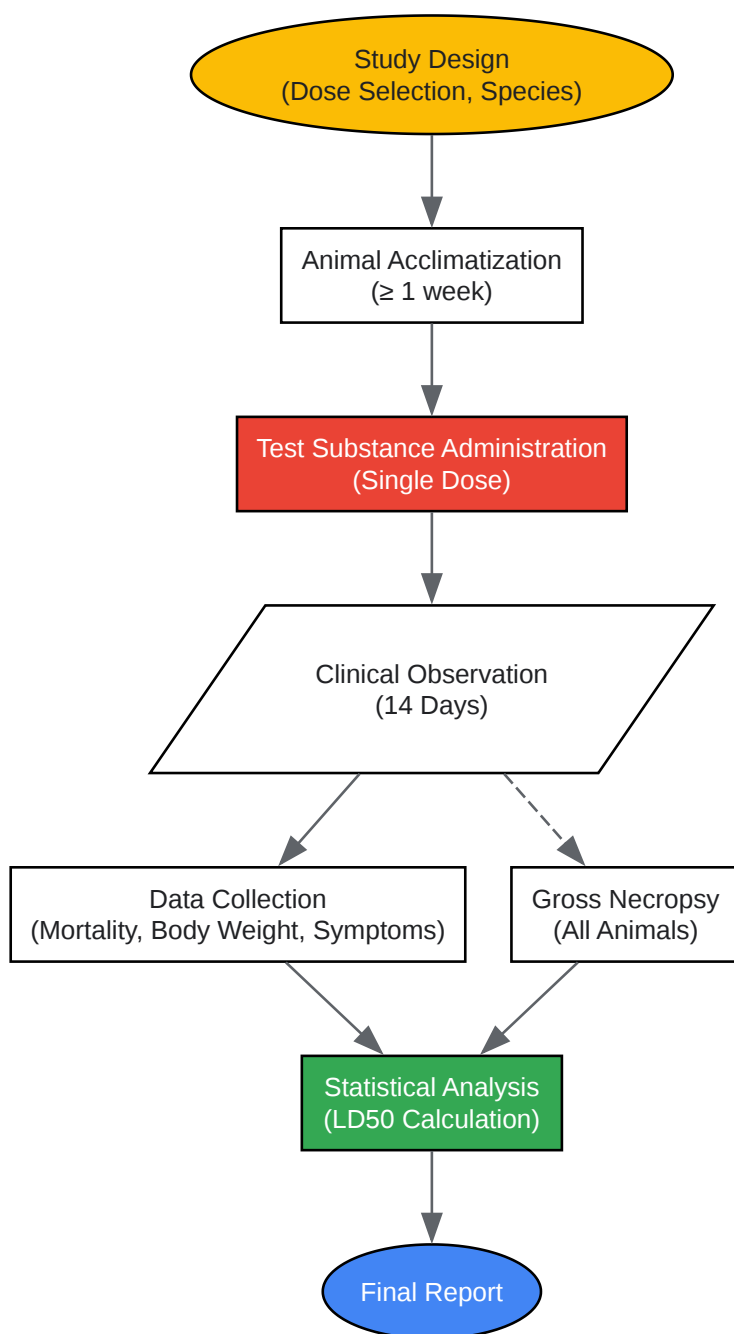 Study Design
(Dose Selection, Species)
Animal Acclimatization
(≥ 1 week)
Test Substance Administration
(Single Dose)
Clinical Observation
(14 Days)
Data Collection
(Mortality, Body Weight, Symptoms)
Gross Necropsy
(All Animals)
Statistical Analysis
(LD50 Calculation)
Final Report